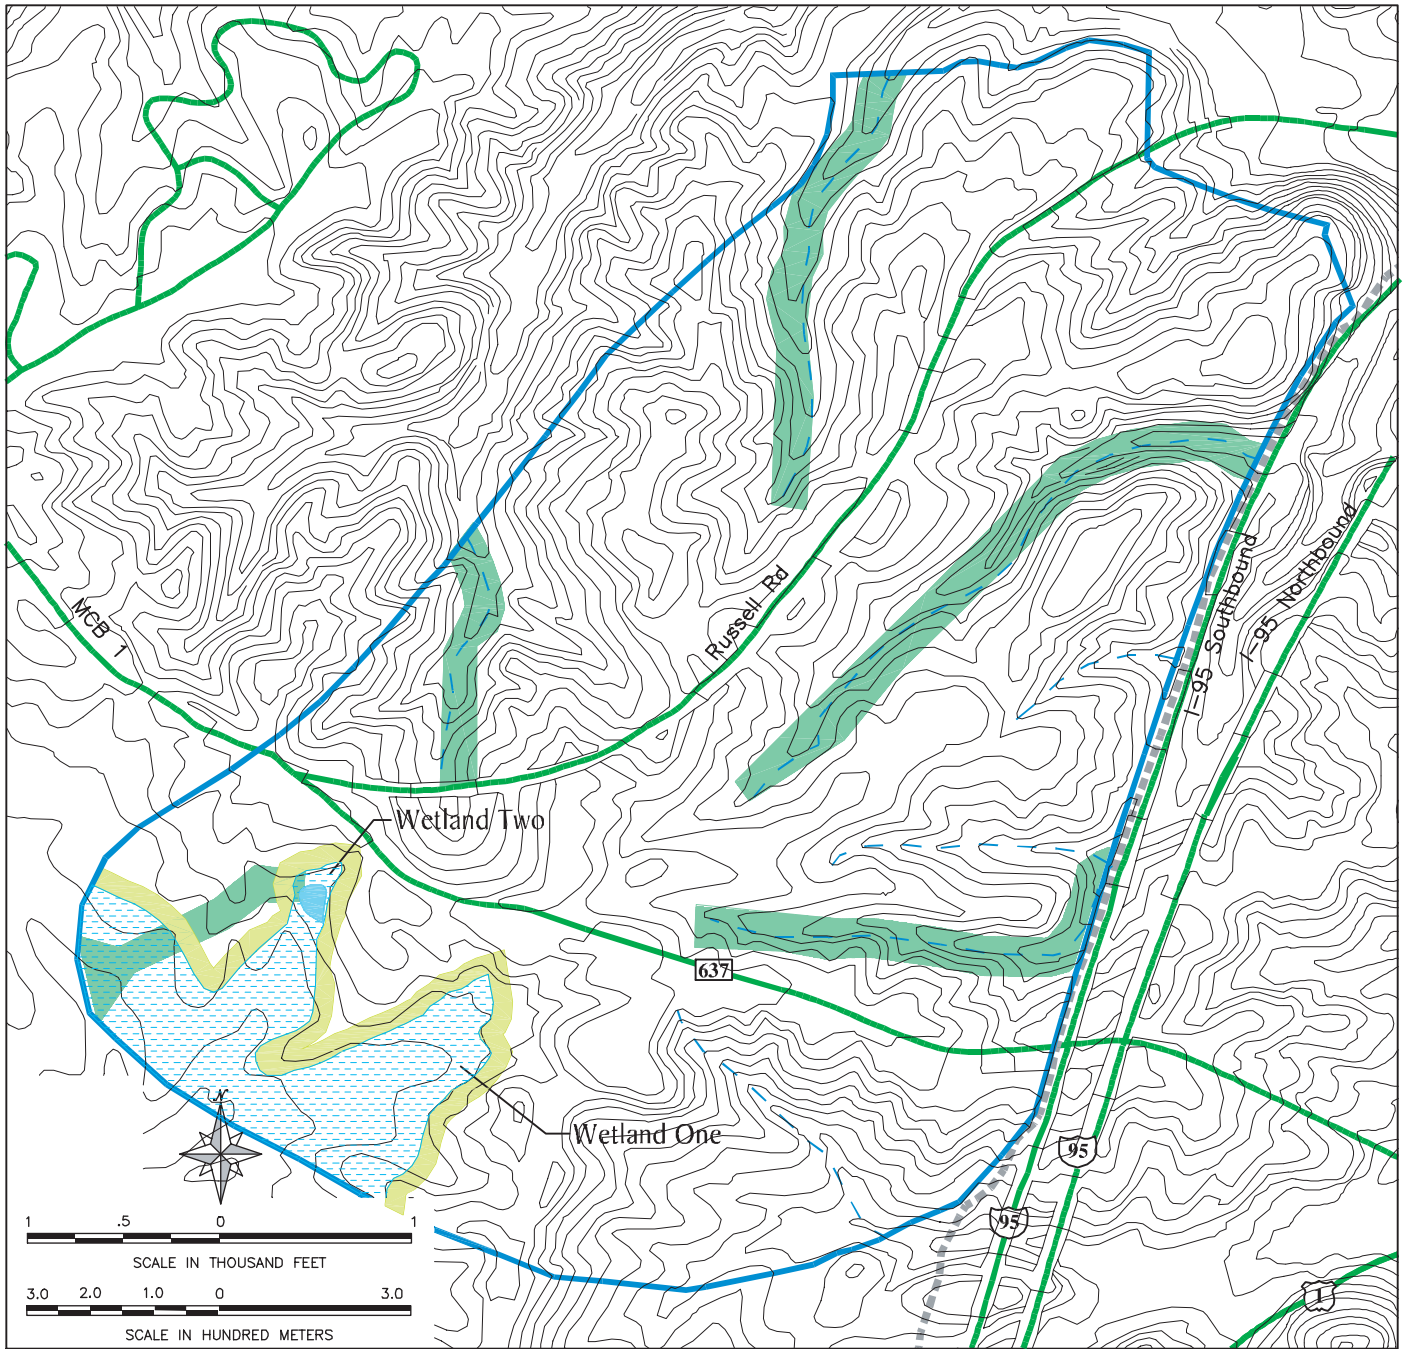 MCB 1
Russell Rd
I-95 Southbound
I-95 Northbound
Wetland Two
637
Wetland One
N
95
95
1
1 .5 0 1
SCALE IN THOUSAND FEET
3.0 2.0 1.0 0 3.0
SCALE IN HUNDRED METERS